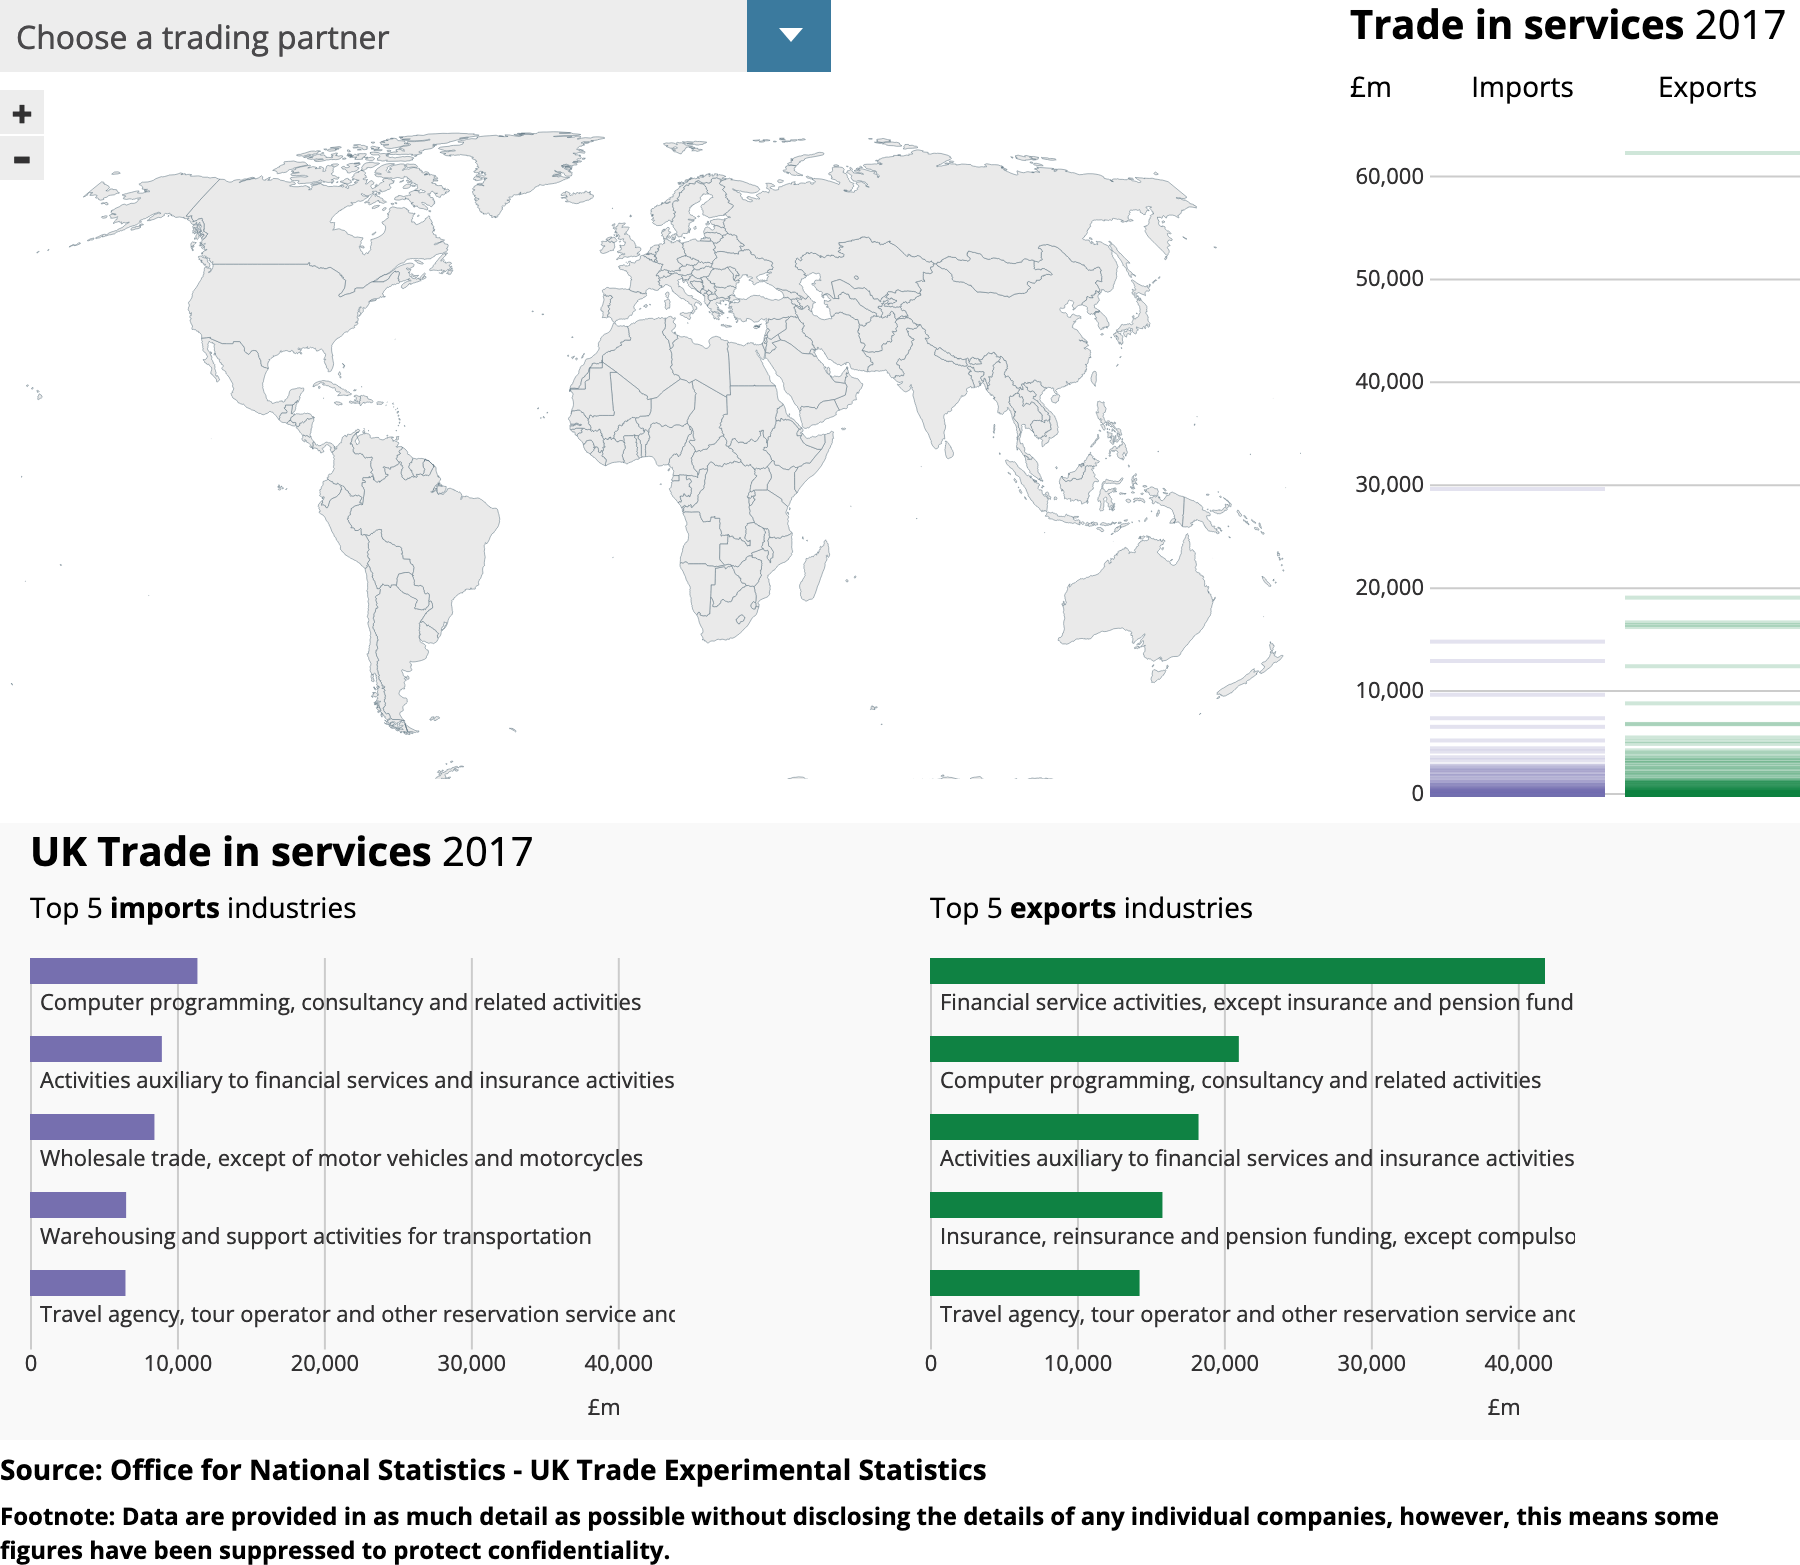 Choose a trading partner
+
-
Trade in services 2017
£m Imports Exports
60,000
50,000
40,000
30,000
20,000
10,000
0
UK Trade in services 2017
Top 5 imports industries
Computer programming, consultancy and related activities
Activities auxiliary to financial services and insurance activities
Wholesale trade, except of motor vehicles and motorcycles
Warehousing and support activities for transportation
Travel agency, tour operator and other reservation service and
0 10,000 20,000 30,000 40,000
£m
Top 5 exports industries
Financial service activities, except insurance and pension fund
Computer programming, consultancy and related activities
Activities auxiliary to financial services and insurance activities
Insurance, reinsurance and pension funding, except compulso
Travel agency, tour operator and other reservation service and
0 10,000 20,000 30,000 40,000
£m
Source: Office for National Statistics - UK Trade Experimental Statistics
Footnote: Data are provided in as much detail as possible without disclosing the details of any individual companies, however, this means some
figures have been suppressed to protect confidentiality.